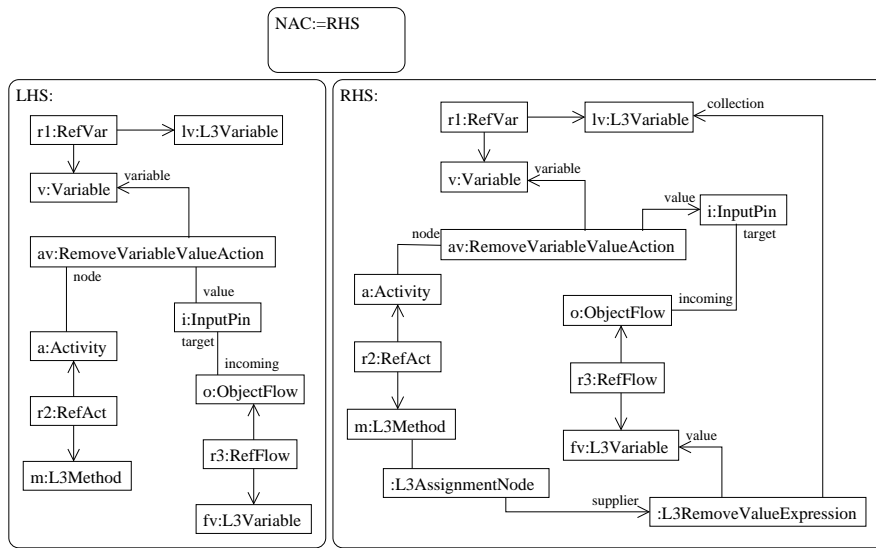 NAC:=RHS
LHS:
r1:RefVar
lv:L3Variable
variable
v:Variable
av:RemoveVariableValueAction
node
value
i:InputPin
target
a:Activity
incoming
o:ObjectFlow
r2:RefAct
r3:RefFlow
m:L3Method
fv:L3Variable
RHS:
collection
r1:RefVar
lv:L3Variable
variable
v:Variable
value
i:InputPin
target
node
av:RemoveVariableValueAction
a:Activity
incoming
o:ObjectFlow
r2:RefAct
r3:RefFlow
m:L3Method
fv:L3Variable
value
:L3AssignmentNode
supplier
:L3RemoveValueExpression